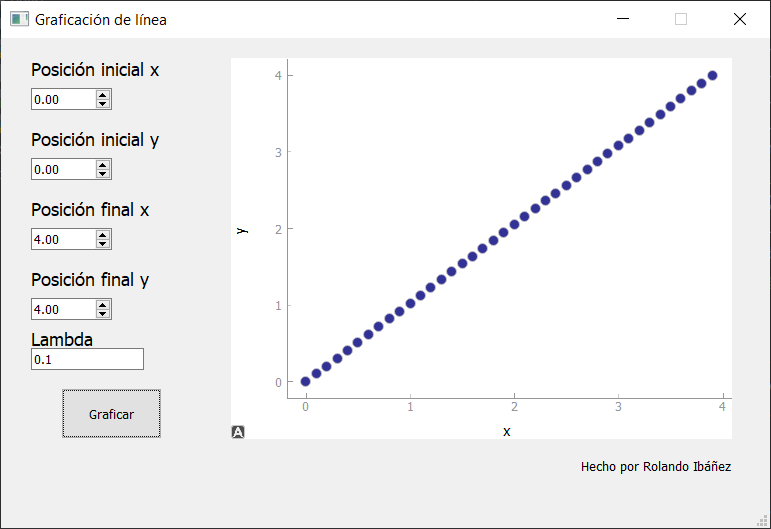 Graficación de línea
Posición inicial x
0.00
Posición inicial y
0.00
Posición final x
4.00
Posición final y
4.00
Lambda
0.1
Graficar
4
3
2
1
0
y
0 1 2 3 4
x
A
Hecho por Rolando Ibáñez